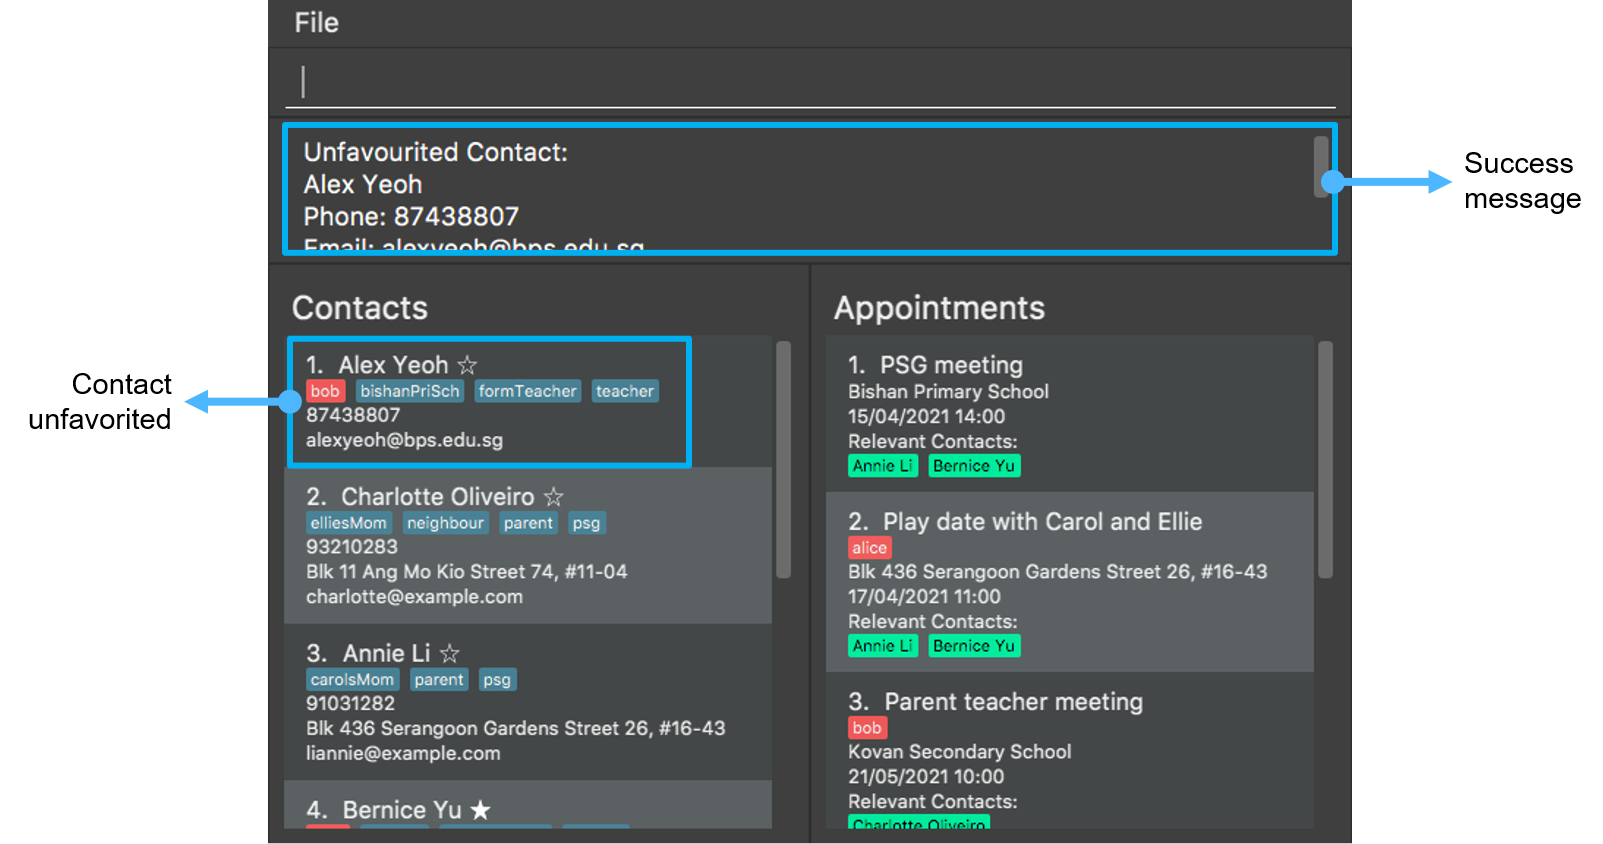 File
Unfavourited Contact:
Alex Yeoh
Phone: 87438807
Email: alexyeoh@bps.edu.sg
Success
message
Contact
unfavorited
Contacts
1. Alex Yeoh ☆
bob bishanPriSch formTeacher teacher
87438807
alexyeoh@bps.edu.sg
2. Charlotte Oliveiro ☆
elliesMom neighbour parent psg
93210283
Blk 11 Ang Mo Kio Street 74, #11-04
charlotte@example.com
3. Annie Li ☆
carolsMom parent psg
91031282
Blk 436 Serangoon Gardens Street 26, #16-43
liannie@example.com
4. Bernice Yu ★
Appointments
1. PSG meeting
Bishan Primary School
15/04/2021 14:00
Relevant Contacts:
Annie Li Bernice Yu
2. Play date with Carol and Ellie
alice
Blk 436 Serangoon Gardens Street 26, #16-43
17/04/2021 11:00
Relevant Contacts:
Annie Li Bernice Yu
3. Parent teacher meeting
bob
Kovan Secondary School
21/05/2021 10:00
Relevant Contacts:
Charlotte Oliveiro